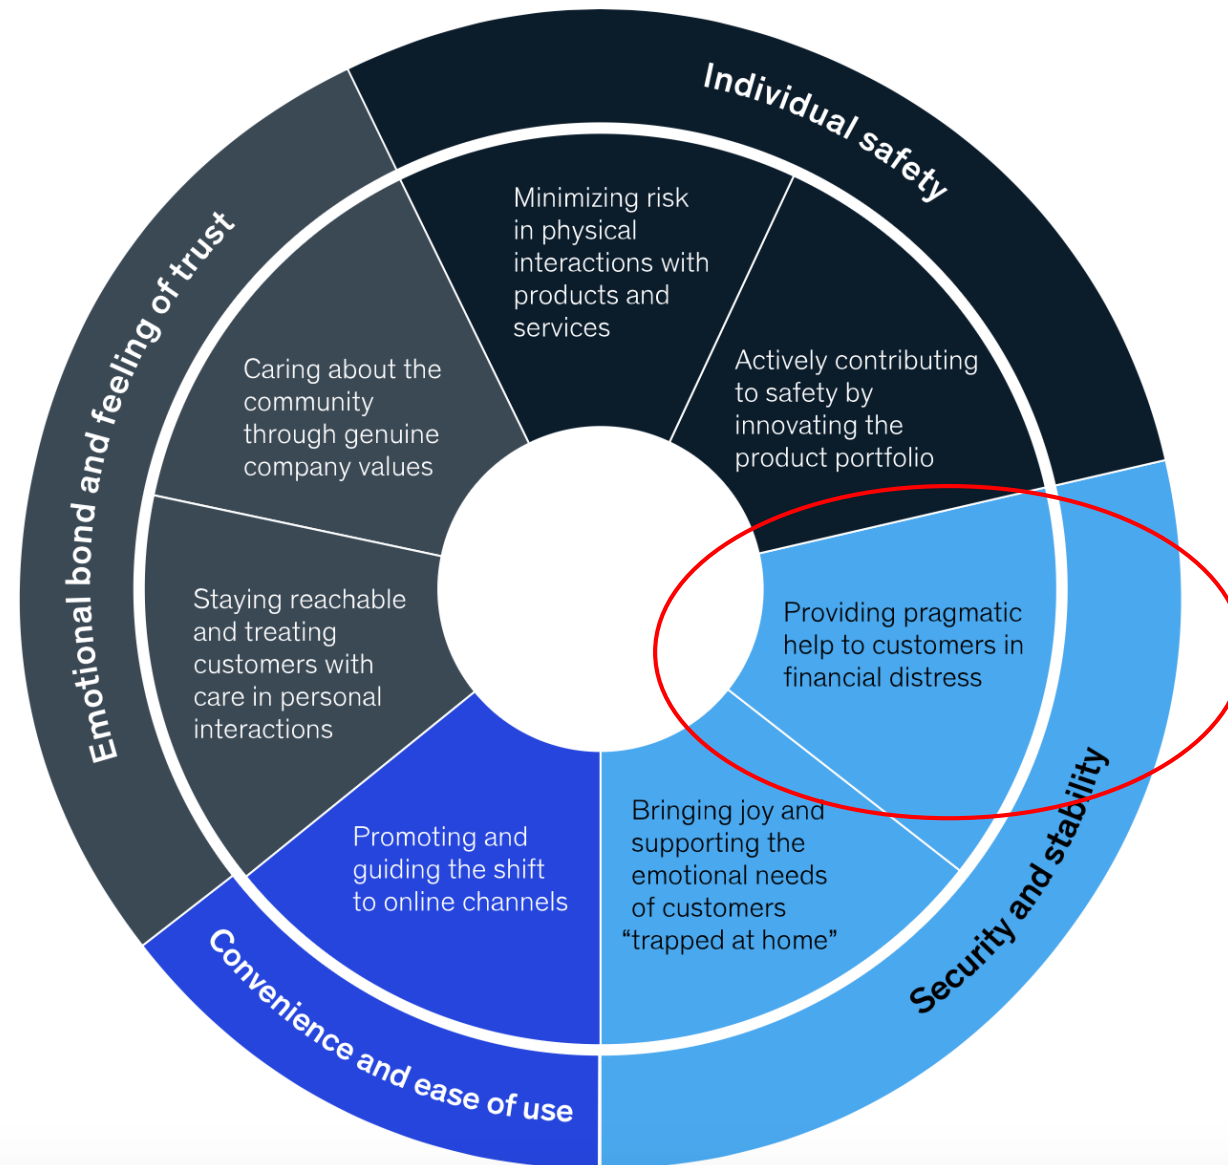 Individual safety
Minimizing risk
in physical
interactions with
products and
services
Actively contributing
to safety by
innovating the
product portfolio
Security and stability
Providing pragmatic
help to customers in
financial distress
Bringing joy and
supporting the
emotional needs
of customers
“trapped at home”
Convenience and ease of use
Promoting and
guiding the shift
to online channels
Emotional bond and feeling of trust
Staying reachable
and treating
customers with
care in personal
interactions
Caring about the
community
through genuine
company values